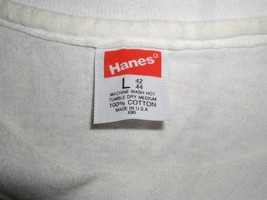 Hanes
L 42 44
MACHINE WASH HOT
TUMBLE DRY MEDIUM
100% COTTON
MADE IN U.S.A